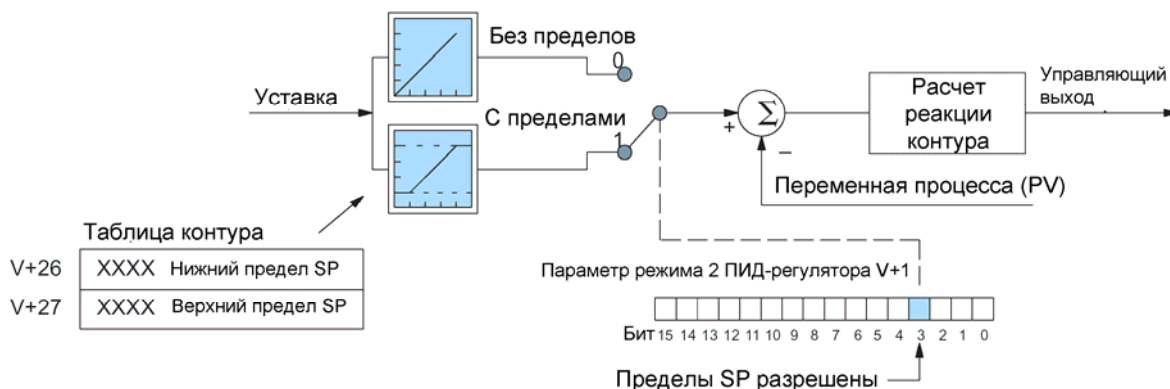 Без пределов
0
Уставка
С пределами
1
+
Σ
−
Расчет
реакции
контура
Управляющий
выход
Переменная процесса (PV)
Таблица контура
V+26 XXXX Нижний предел SP
V+27 XXXX Верхний предел SP
Параметр режима 2 ПИД-регулятора V+1
Бит 15 14 13 12 11 10 9 8 7 6 5 4 3 2 1 0
Пределы SP разрешены